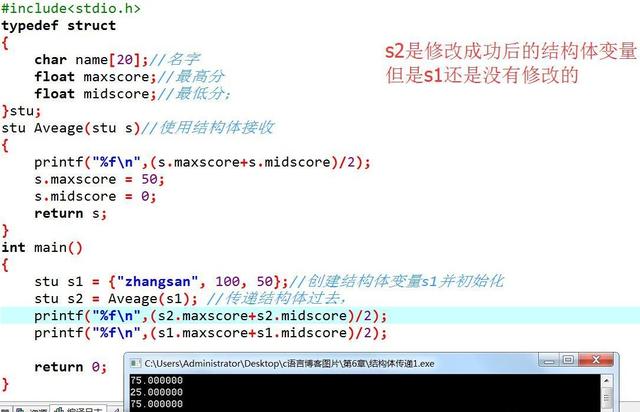 #include<stdio.h>
typedef struct
{
char name[20];//名字
float maxscore;//最高分
float midscore;//最低分;
}stu;
stu Aveage(stu s)//使用结构体接收
{
printf("%f\n",(s.maxscore+s.midscore)/2);
s.maxscore = 50;
s.midscore = 0;
return s;
}
int main()
{
stu s1 = {"zhangsan", 100, 50};//创建结构体变量s1并初始化
stu s2 = Aveage(s1); //传递结构体过去,
printf("%f\n",(s2.maxscore+s2.midscore)/2);
printf("%f\n",(s1.maxscore+s1.midscore)/2);
return 0;
}
s2是修改成功后的结构体变量
但是s1还是没有修改的
C:\Users\Administrator\Desktop\c语言博客图片\第6章\结构体传递1.exe
75.000000
25.000000
75.000000
编译日志